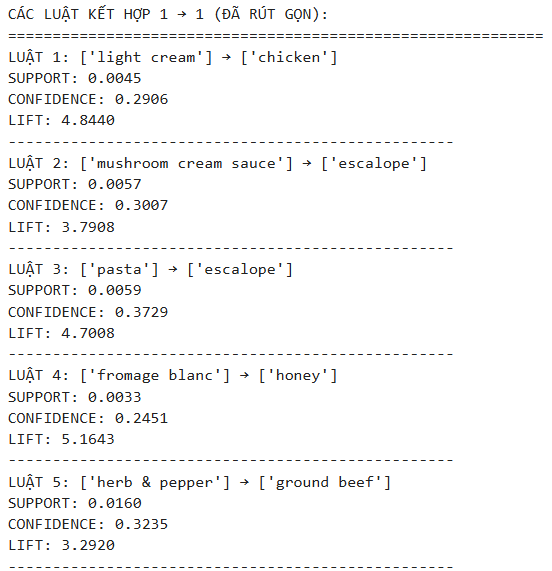 CÁC LUẬT KẾT HỢP 1 → 1 (ĐÃ RÚT GỌN):
============================================================
LUẬT 1: ['light cream'] → ['chicken']
SUPPORT: 0.0045
CONFIDENCE: 0.2906
LIFT: 4.8440
--------------------------------------------------
LUẬT 2: ['mushroom cream sauce'] → ['escalope']
SUPPORT: 0.0057
CONFIDENCE: 0.3007
LIFT: 3.7908
--------------------------------------------------
LUẬT 3: ['pasta'] → ['escalope']
SUPPORT: 0.0059
CONFIDENCE: 0.3729
LIFT: 4.7008
--------------------------------------------------
LUẬT 4: ['fromage blanc'] → ['honey']
SUPPORT: 0.0033
CONFIDENCE: 0.2451
LIFT: 5.1643
--------------------------------------------------
LUẬT 5: ['herb & pepper'] → ['ground beef']
SUPPORT: 0.0160
CONFIDENCE: 0.3235
LIFT: 3.2920
--------------------------------------------------